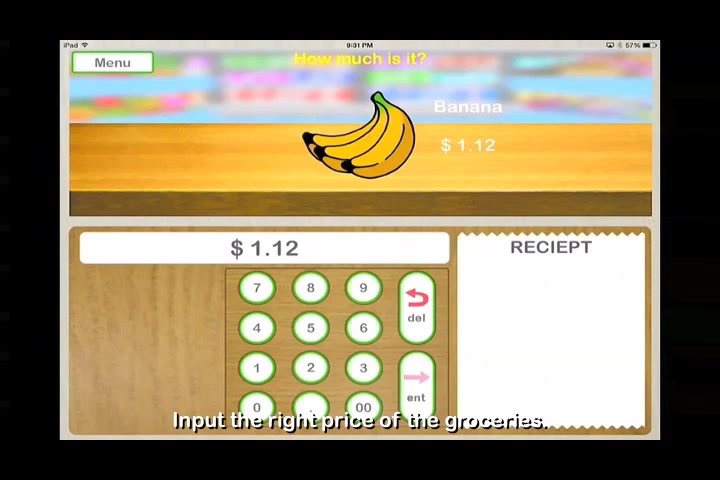 iPad 9:31 PM 57%
Menu
How much is it?
Banana
$ 1.12
$ 1.12
RECIEPT
7 8 9
del
4 5 6
1 2 3
ent
0 . 00
Input the right price of the groceries.